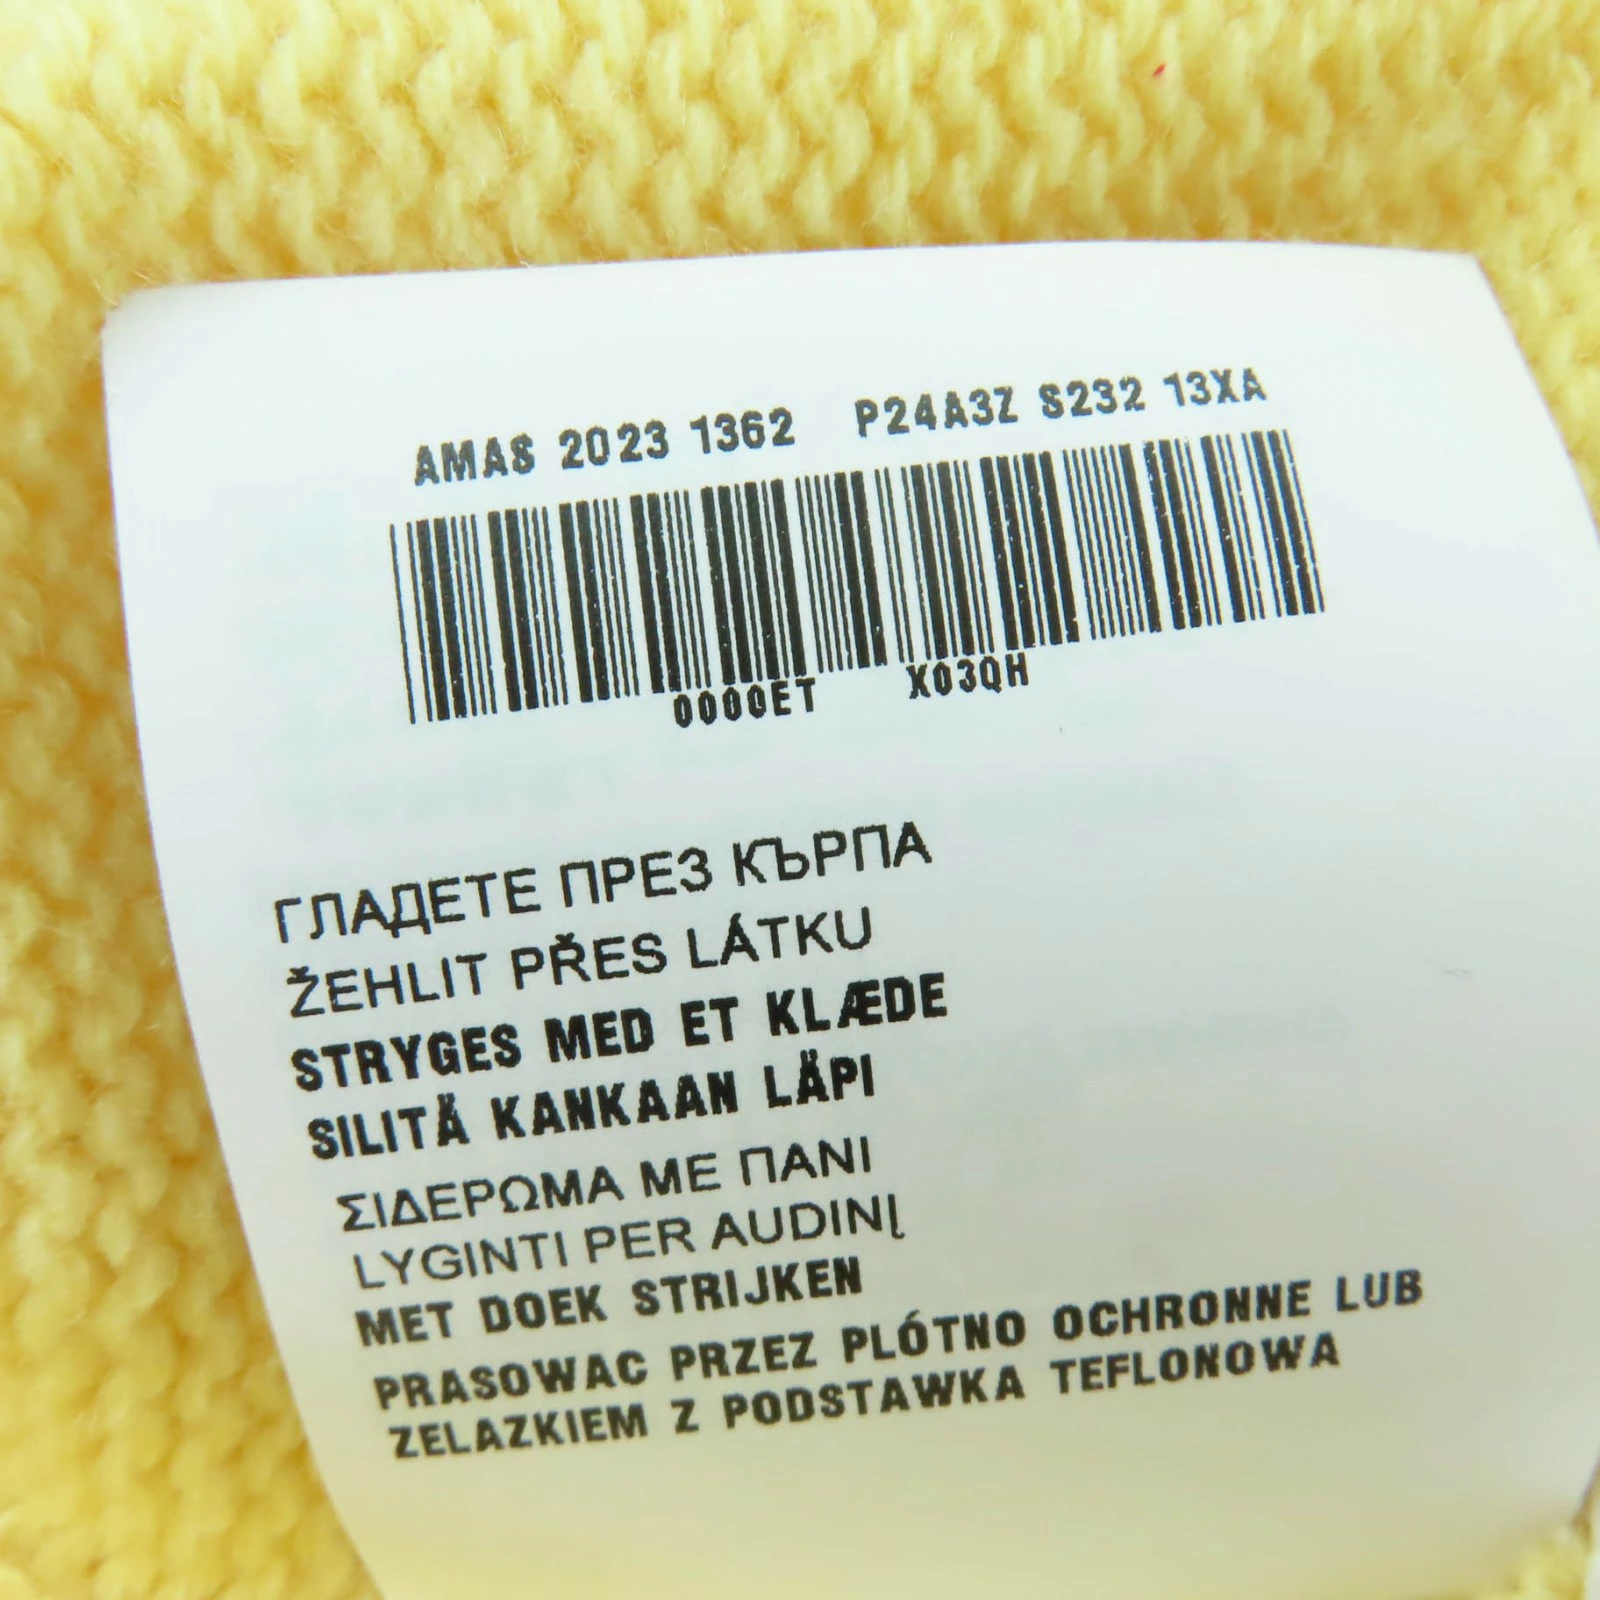 AMAS 2023 1362 P24A3Z S232 13XA
0000ET X03QH
ГЛАДЕТЕ ПРЕЗ КЪРПА
ŽEHLIT PŘES LÁTKU
STRYGES MED ET KLÆDE
SILITÄ KANKAAN LÄPI
ΣΙΔΕΡΩΜΑ ΜΕ ΠΑΝΙ
LYGINTI PER AUDINĮ
MET DOEK STRIJKEN
PRASOWAC PRZEZ PLÓTNO OCHRONNE LUB
ZELAZKIEM Z PODSTAWKA TEFLONOWA